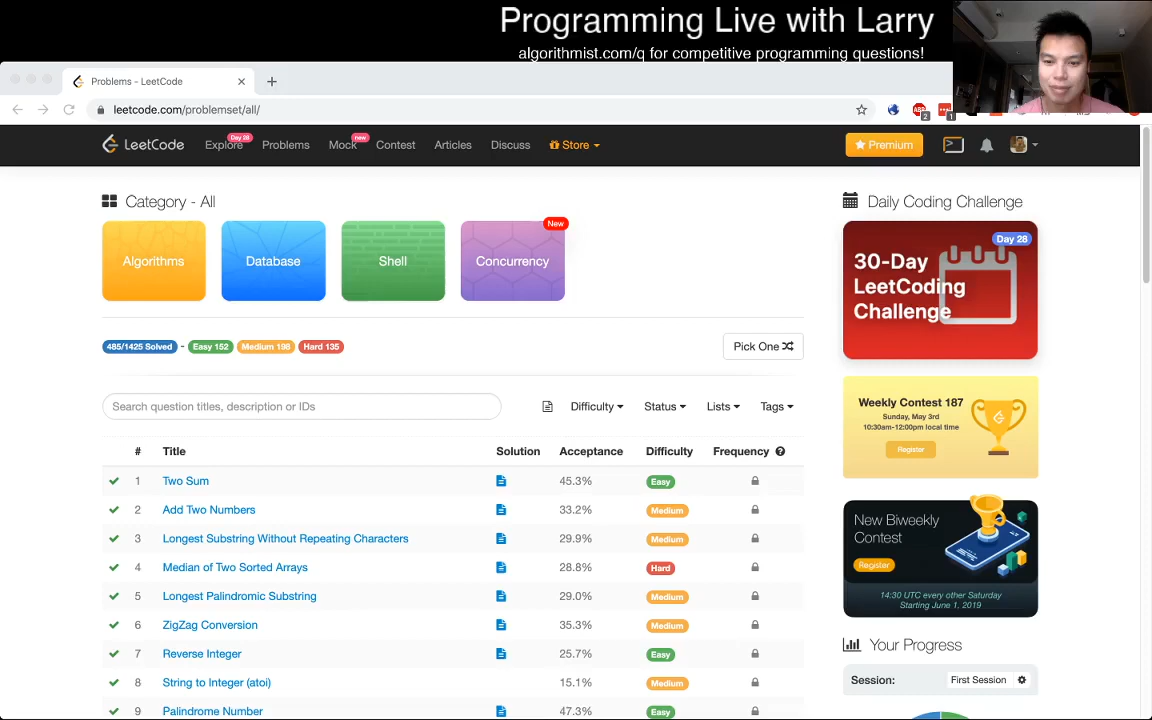 Programming Live with Larry
algorithmist.com/q for competitive programming questions!
Problems - LeetCode
leetcode.com/problemset/all/
ABP
2
1
LeetCode
Explore
Day 28
Problems
Mock
new
Contest
Articles
Discuss
Store
Premium
Category - All
Algorithms
Database
Shell
Concurrency
New
485/1425 Solved - Easy 152 Medium 198 Hard 135
Pick One
Search question titles, description or IDs
Difficulty
Status
Lists
Tags
# Title Solution Acceptance Difficulty Frequency
1 Two Sum 45.3% Easy
2 Add Two Numbers 33.2% Medium
3 Longest Substring Without Repeating Characters 29.9% Medium
4 Median of Two Sorted Arrays 28.8% Hard
5 Longest Palindromic Substring 29.0% Medium
6 ZigZag Conversion 35.3% Medium
7 Reverse Integer 25.7% Easy
8 String to Integer (atoi) 15.1% Medium
9 Palindrome Number 47.3% Easy
Daily Coding Challenge
Day 28
30-Day
LeetCoding
Challenge
Weekly Contest 187
Sunday, May 3rd
10:30am-12:00pm local time
Register
New Biweekly
Contest
Register
14:30 UTC every other Saturday
Starting June 1, 2019
Your Progress
Session:
First Session